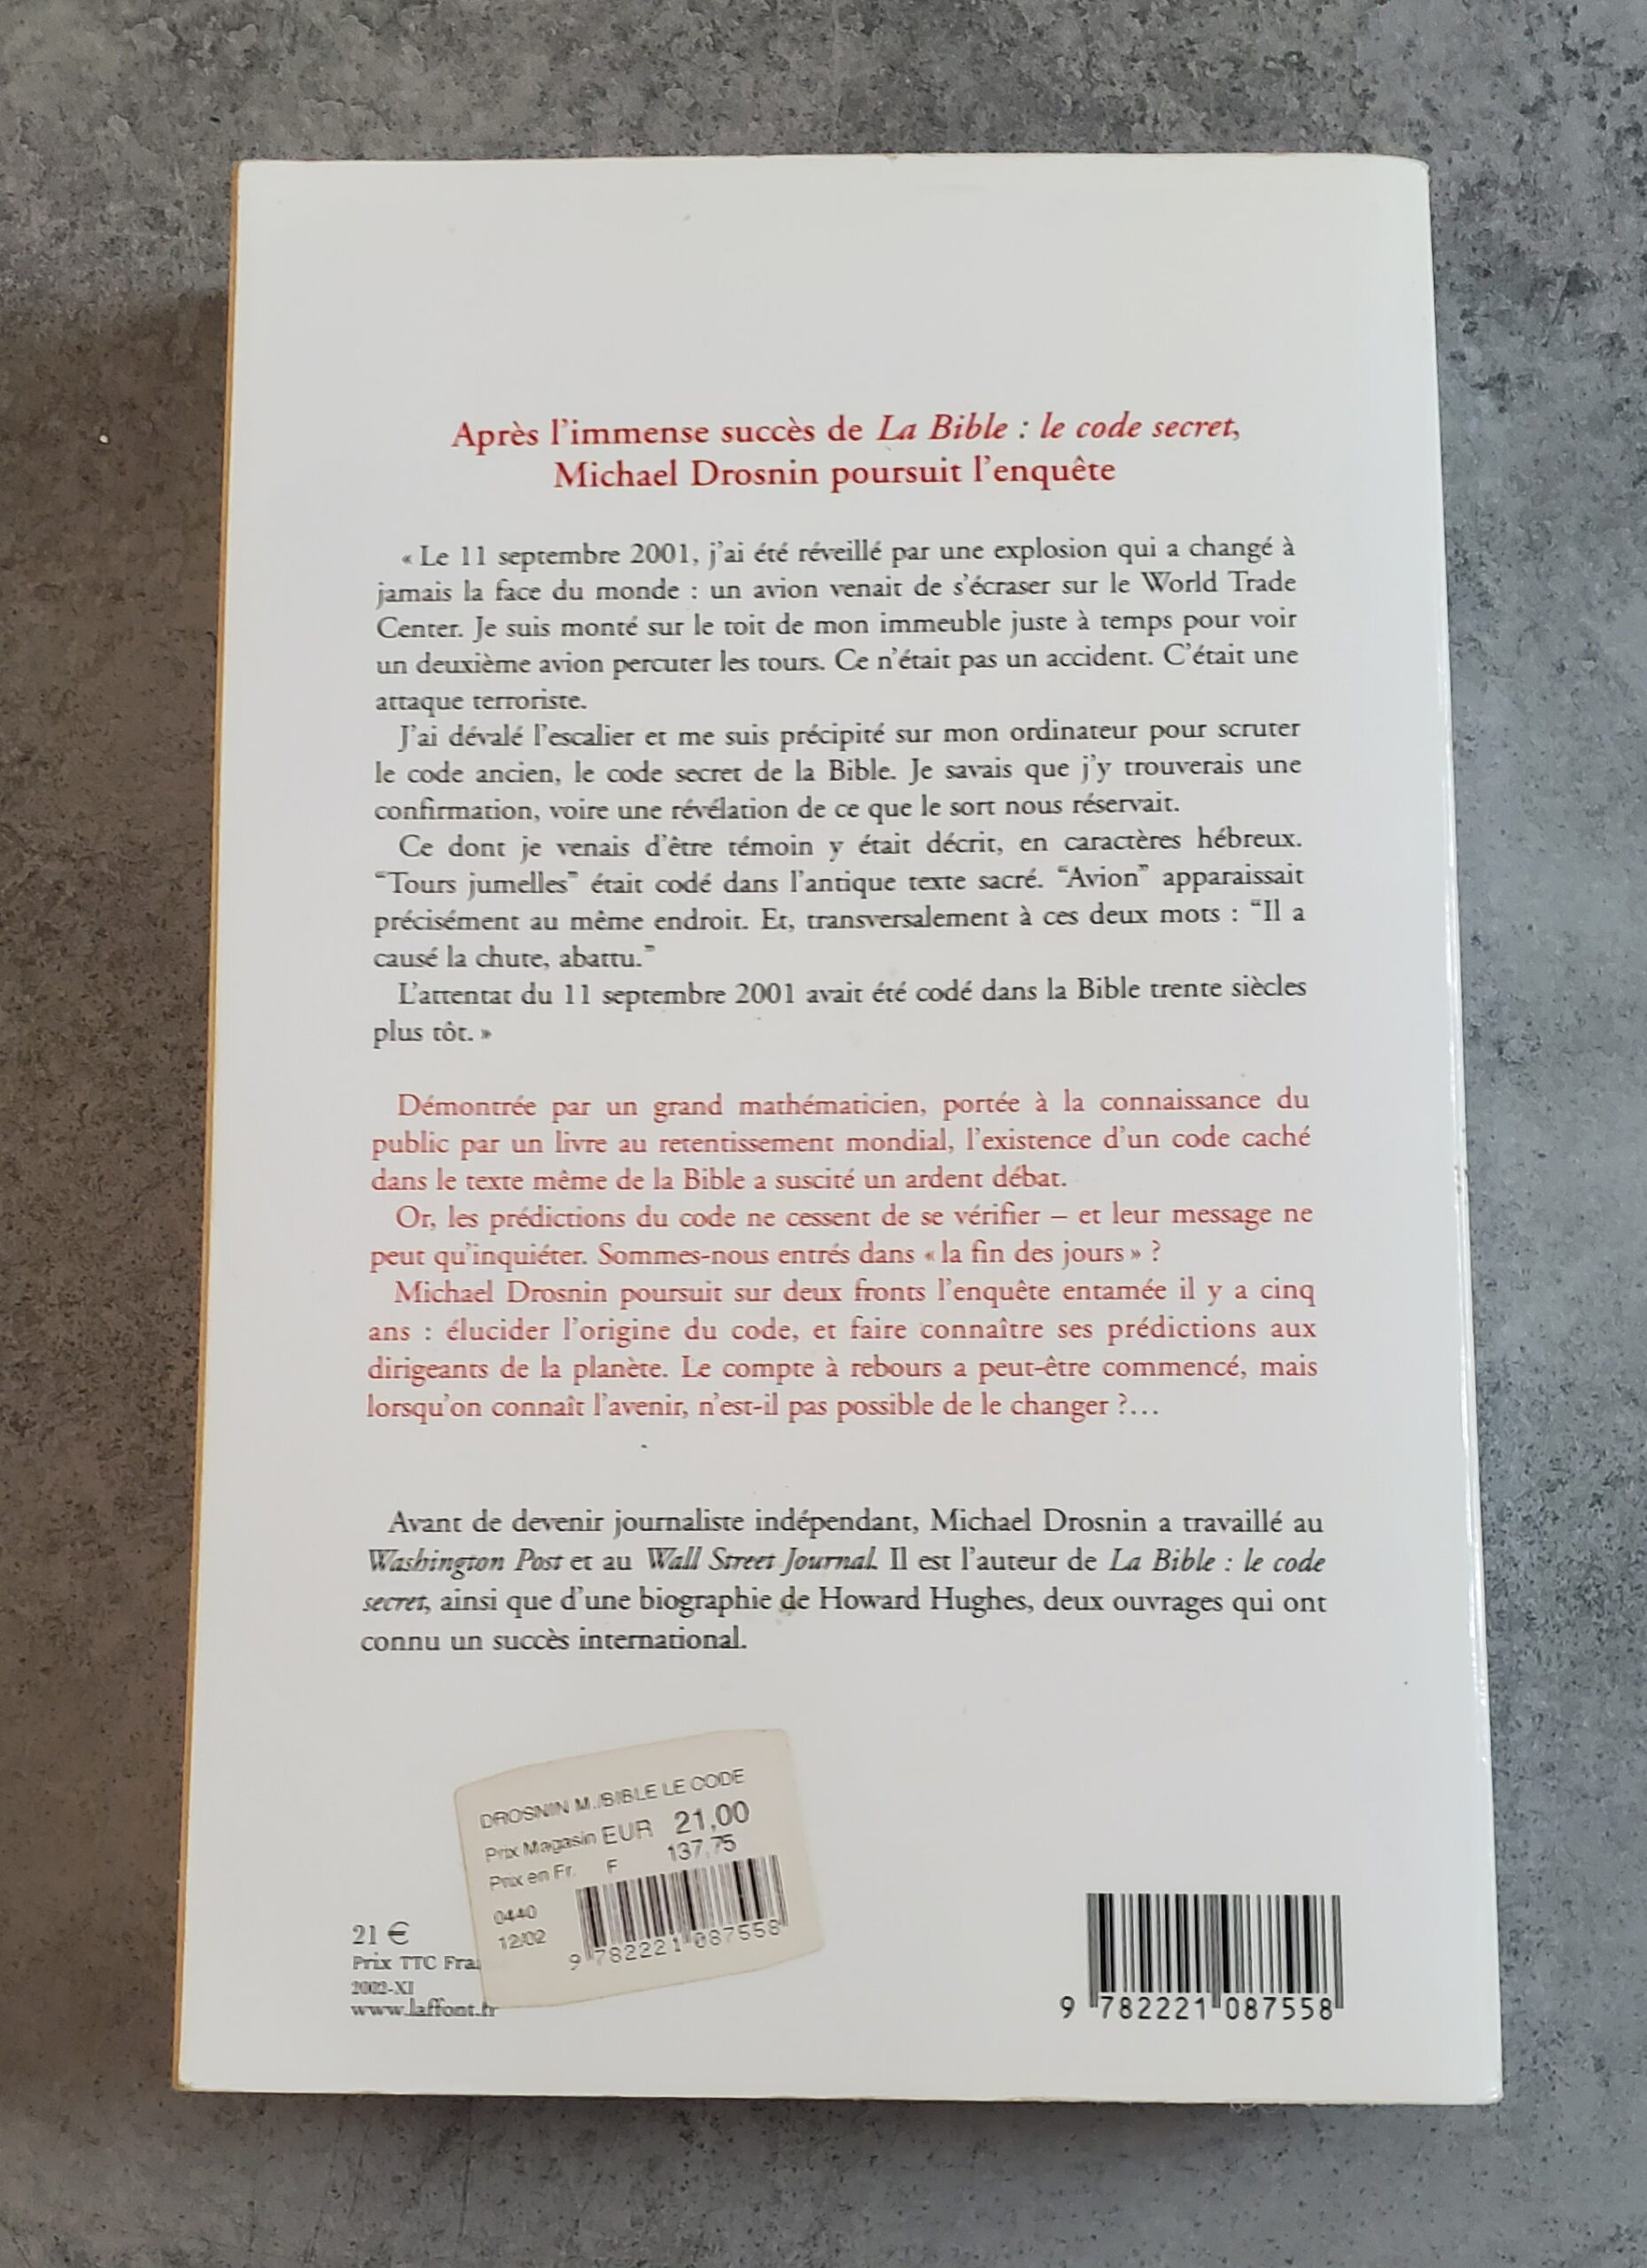 Après l'immense succès de La Bible : le code secret,
Michael Drosnin poursuit l'enquête
« Le 11 septembre 2001, j'ai été réveillé par une explosion qui a changé à
jamais la face du monde : un avion venait de s'écraser sur le World Trade
Center. Je suis monté sur le toit de mon immeuble juste à temps pour voir
un deuxième avion percuter les tours. Ce n'était pas un accident. C'était une
attaque terroriste.
J'ai dévalé l'escalier et me suis précipité sur mon ordinateur pour scruter
le code ancien, le code secret de la Bible. Je savais que j'y trouverais une
confirmation, voire une révélation de ce que le sort nous réservait.
Ce dont je venais d'être témoin y était décrit, en caractères hébreux.
“Tours jumelles” était codé dans l'antique texte sacré. “Avion” apparaissait
précisément au même endroit. Et, transversalement à ces deux mots : “Il a
causé la chute, abattu.”
L'attentat du 11 septembre 2001 avait été codé dans la Bible trente siècles
plus tôt. »
Démontrée par un grand mathématicien, portée à la connaissance du
public par un livre au retentissement mondial, l'existence d'un code caché
dans le texte même de la Bible a suscité un ardent débat.
Or, les prédictions du code ne cessent de se vérifier – et leur message ne
peut qu'inquiéter. Sommes-nous entrés dans « la fin des jours » ?
Michael Drosnin poursuit sur deux fronts l'enquête entamée il y a cinq
ans : élucider l'origine du code, et faire connaître ses prédictions aux
dirigeants de la planète. Le compte à rebours a peut-être commencé, mais
lorsqu'on connaît l'avenir, n'est-il pas possible de le changer ?...
Avant de devenir journaliste indépendant, Michael Drosnin a travaillé au
Washington Post et au Wall Street Journal. Il est l'auteur de La Bible : le code
secret, ainsi que d'une biographie de Howard Hughes, deux ouvrages qui ont
connu un succès international.
DROSNIN M./BIBLE LE CODE
Prix Magasin EUR 21,00
Prix en Fr. F 137,75
0440
12/02
9 782221 087558
21 €
Prix TTC
2002-XI
www.laffont.fr
9 782221 087558